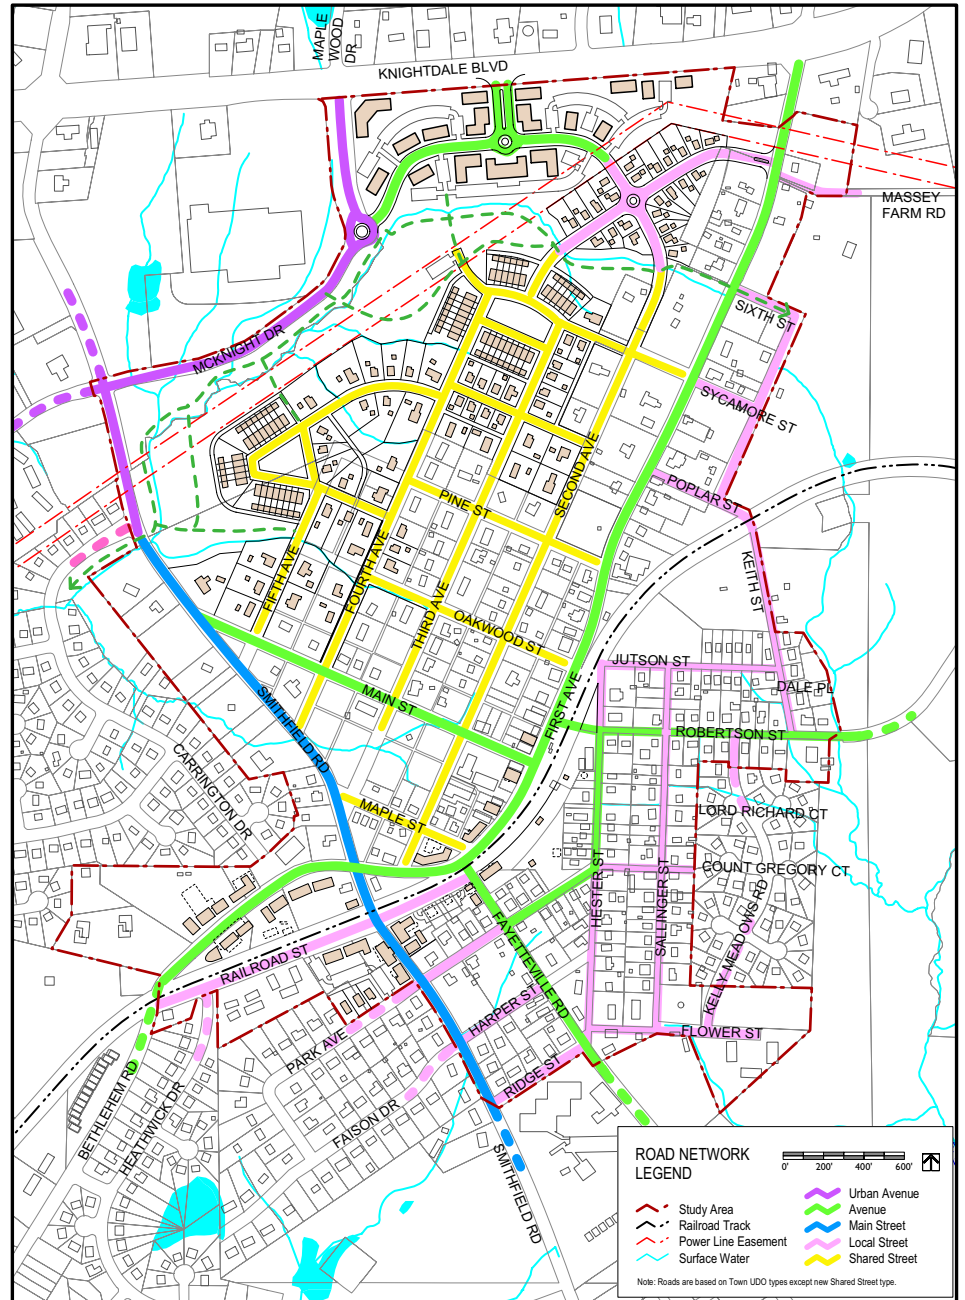 MAPLE
WOOD
DR
KNIGHTDALE BLVD
MASSEY
FARM RD
MCKNIGHT DR
SIXTH ST
SYCAMORE ST
SECOND AVE
POPLAR ST
PINE ST
KEITH ST
FIFTH AVE
FOURTH AVE
THIRD AVE
OAKWOOD ST
JUTSON ST
DALE PL
MAIN ST
FIRST AVE
ROBERTSON ST
SMITHFIELD RD
CARRINGTON DR
MAPLE ST
LORD RICHARD CT
COUNT GREGORY CT
HESTER ST
SALLINGER ST
KELLY MEADOWS RD
RAILROAD ST
FAYETTEVILLE RD
HARPER ST
FLOWER ST
PARK AVE
RIDGE ST
BETHLEHEM RD
HEATHWICK DR
FAISON DR
SMITHFIELD RD
ROAD NETWORK
LEGEND
0' 200' 400' 600'
Study Area
Railroad Track
Power Line Easement
Surface Water
Urban Avenue
Avenue
Main Street
Local Street
Shared Street
Note: Roads are based on Town UDO types except new Shared Street type.